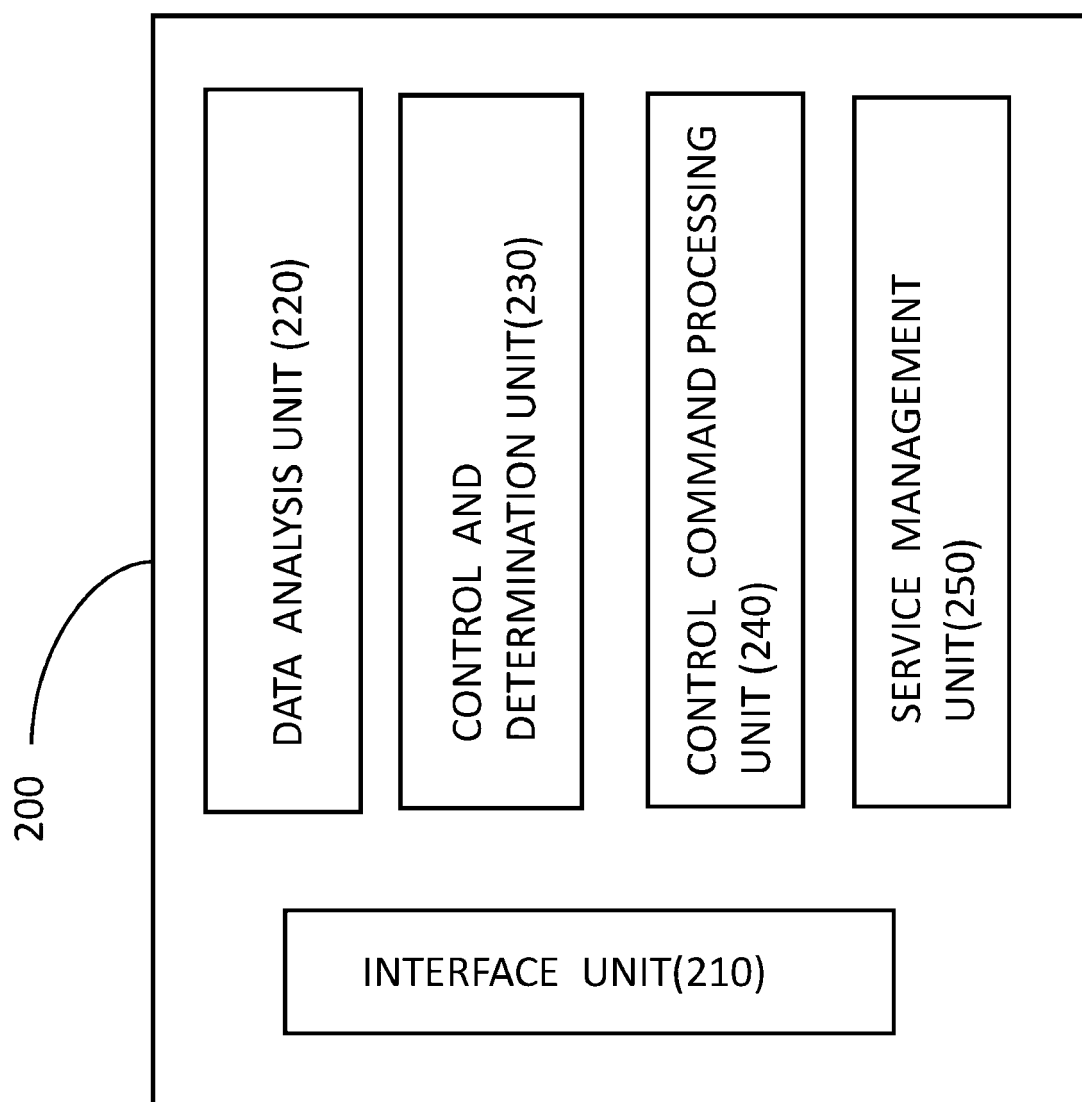 200
DATA ANALYSIS UNIT (220)
CONTROL AND
DETERMINATION UNIT(230)
CONTROL COMMAND PROCESSING
UNIT (240)
SERVICE MANAGEMENT
UNIT(250)
INTERFACE UNIT(210)